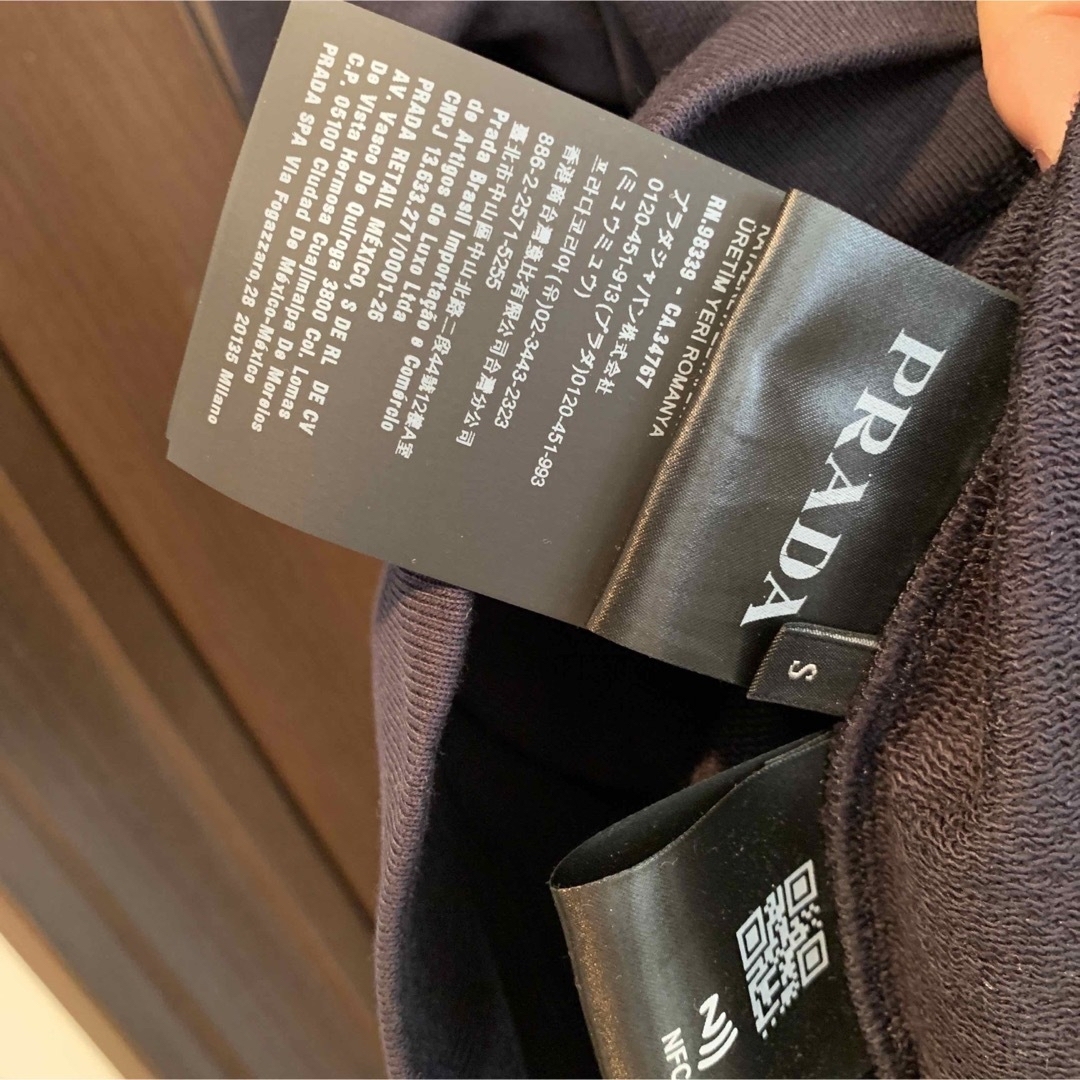 ÜRETIM YERI ROMANYA
RN.98339 - CA.34767
プラダジャパン株式会社
0120-451-913(プラダ)0120-451-993
(ミュウミュウ)
프라다코리아(유)02-3443-2323
香港商台灣慮比有限公司台灣分公司
886-2-2571-5255
臺北市中山區中山北路二段44號12樓A室
Prada Brasil Importação e Comércio
de Artigos de Luxo Ltda
CNPJ 13.633.277/0001-26
PRADA RETAIL MÉXICO, S DE RL DE CV
AV. Vasco De Quiroga 3800 Col. Lomas
De Vista Hermosa Cuajimalpa De Morelos
C.P. 05100 Ciudad De México-México
PRADA SPA Via Fogazzaro,28 20135 Milano
PRADA
S
NFC